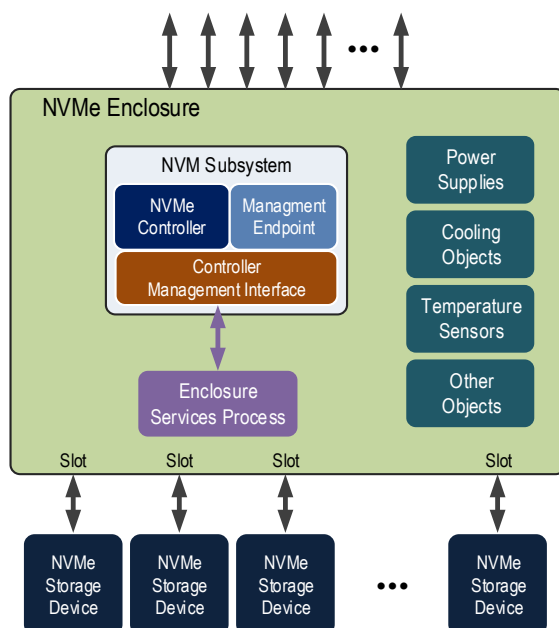 NVMe Enclosure
NVM Subsystem
NVMe
Controller
Managment
Endpoint
Controller
Management Interface
Enclosure
Services Process
Power
Supplies
Cooling
Objects
Temperature
Sensors
Other
Objects
Slot
Slot
Slot
Slot
NVMe
Storage
Device
NVMe
Storage
Device
NVMe
Storage
Device
NVMe
Storage
Device